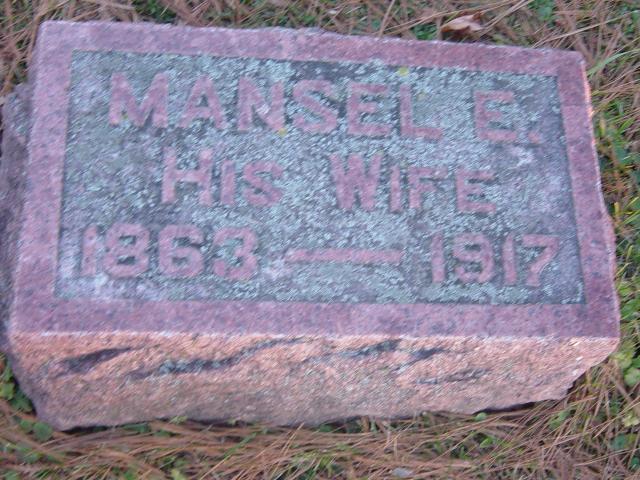 MANSEL E.
HIS WIFE
1863 — 1917